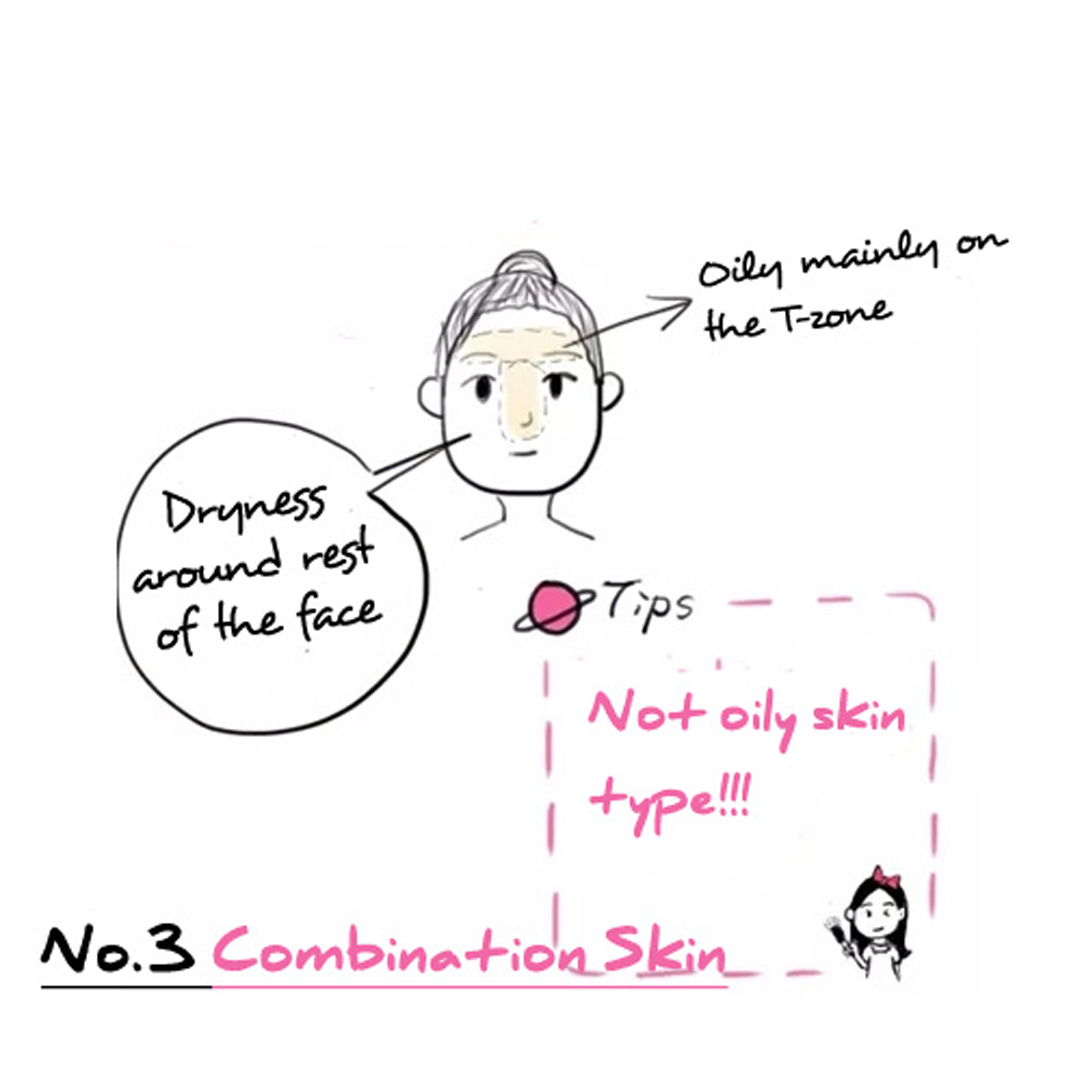 Oily mainly on
the T-zone
Dryness
around rest
of the face
Tips
Not oily skin
type!!!
No.3 Combination Skin